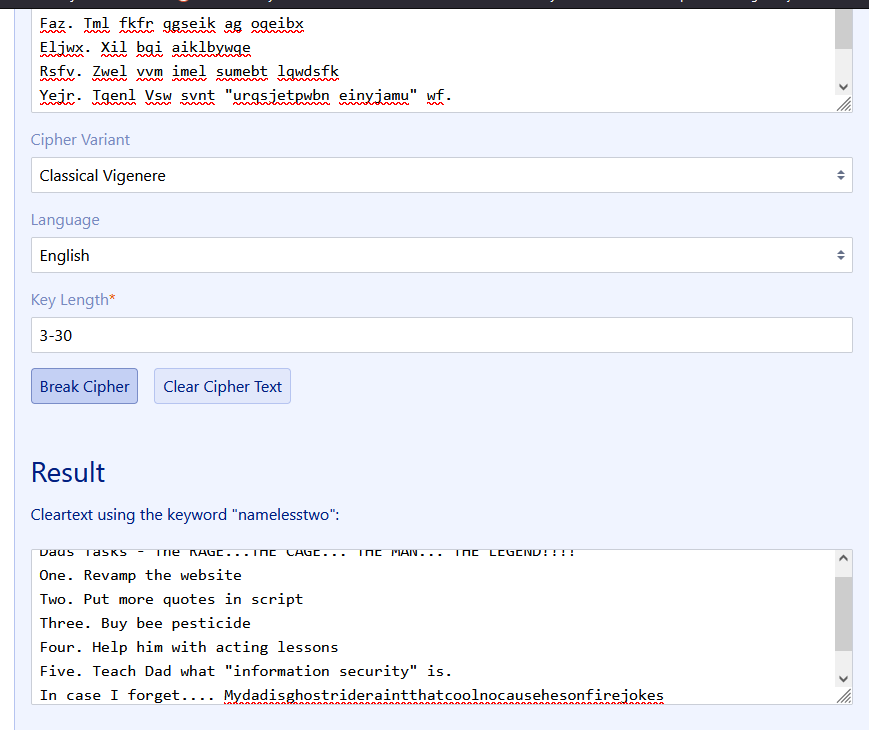 Faz. Tml fkfr qgseik ag oqeibx
Eljwx. Xil bqi aiklbywqe
Rsfv. Zwel vvm imel sumebt lqwdsfk
Yejr. Tqenl Vsw svnt "urqsjetpwbn einyjamu" wf.
Cipher Variant
Classical Vigenere
Language
English
Key Length*
3-30
Break Cipher Clear Cipher Text
Result
Cleartext using the keyword "namelesstwo":
Dads Tasks - The RAGE...THE CAGE... THE MAN... THE LEGEND!!!!
One. Revamp the website
Two. Put more quotes in script
Three. Buy bee pesticide
Four. Help him with acting lessons
Five. Teach Dad what "information security" is.
In case I forget.... Mydadisghostrideraintthatcoolnocausehesonfirejokes